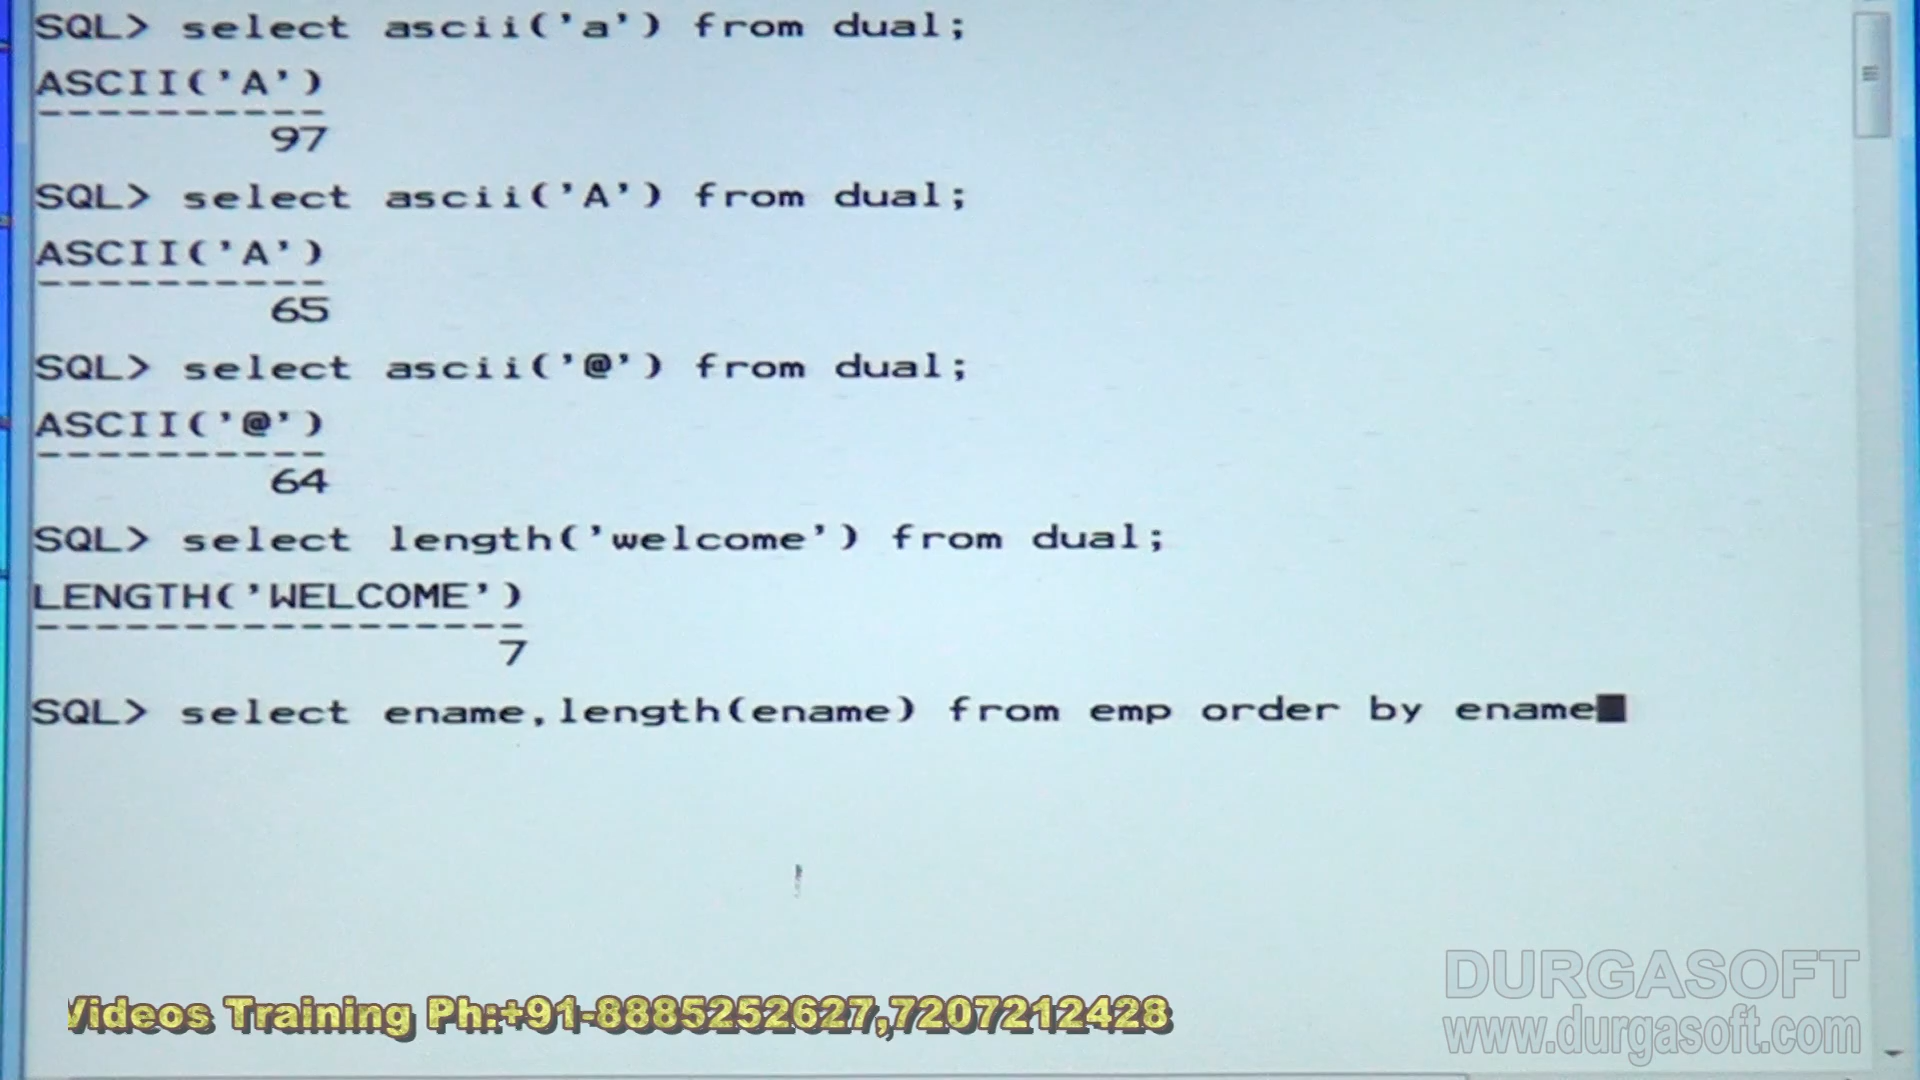 SQL> select ascii('a') from dual;
ASCII('A')
----------
97
SQL> select ascii('A') from dual;
ASCII('A')
----------
65
SQL> select ascii('@') from dual;
ASCII('@')
----------
64
SQL> select length('welcome') from dual;
LENGTH('WELCOME')
-----------------
7
SQL> select ename,length(ename) from emp order by ename
DURGASOFT
Videos Training Ph:+91-8885252627,7207212428
www.durgasoft.com